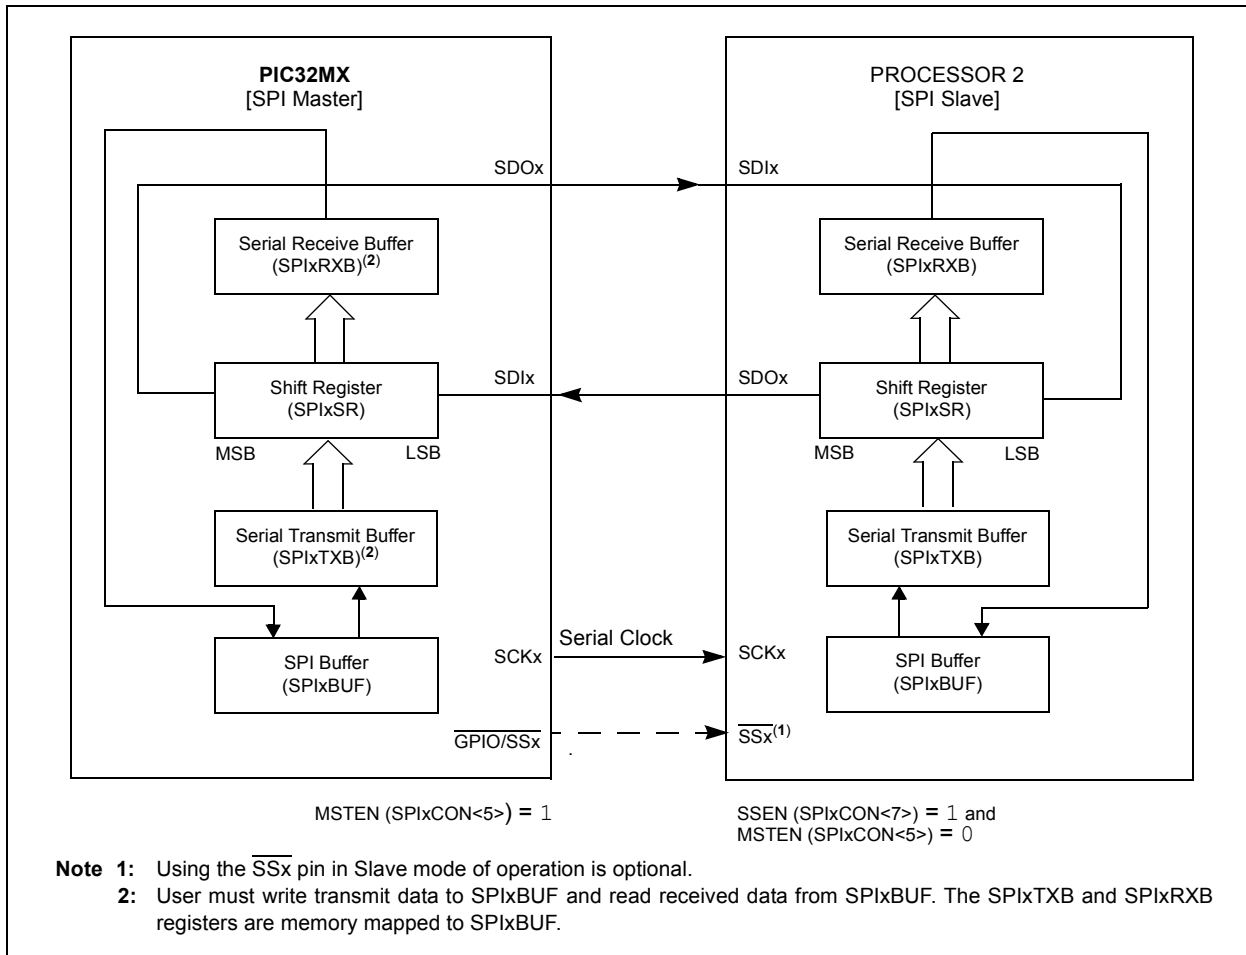 PIC32MX
[SPI Master]
SDOx
Serial Receive Buffer
(SPIxRXB)(2)
SDIx
Shift Register
(SPIxSR)
MSB
LSB
Serial Transmit Buffer
(SPIxTXB)(2)
SPI Buffer
(SPIxBUF)
SCKx
GPIO/SSx
Serial Clock
PROCESSOR 2
[SPI Slave]
SDIx
Serial Receive Buffer
(SPIxRXB)
SDOx
Shift Register
(SPIxSR)
MSB
LSB
Serial Transmit Buffer
(SPIxTXB)
SPI Buffer
(SPIxBUF)
SCKx
SSx(1)
MSTEN (SPIxCON<5>) = 1
SSEN (SPIxCON<7>) = 1 and
MSTEN (SPIxCON<5>) = 0
Note 1: Using the SSx pin in Slave mode of operation is optional.
2: User must write transmit data to SPIxBUF and read received data from SPIxBUF. The SPIxTXB and SPIxRXB
registers are memory mapped to SPIxBUF.